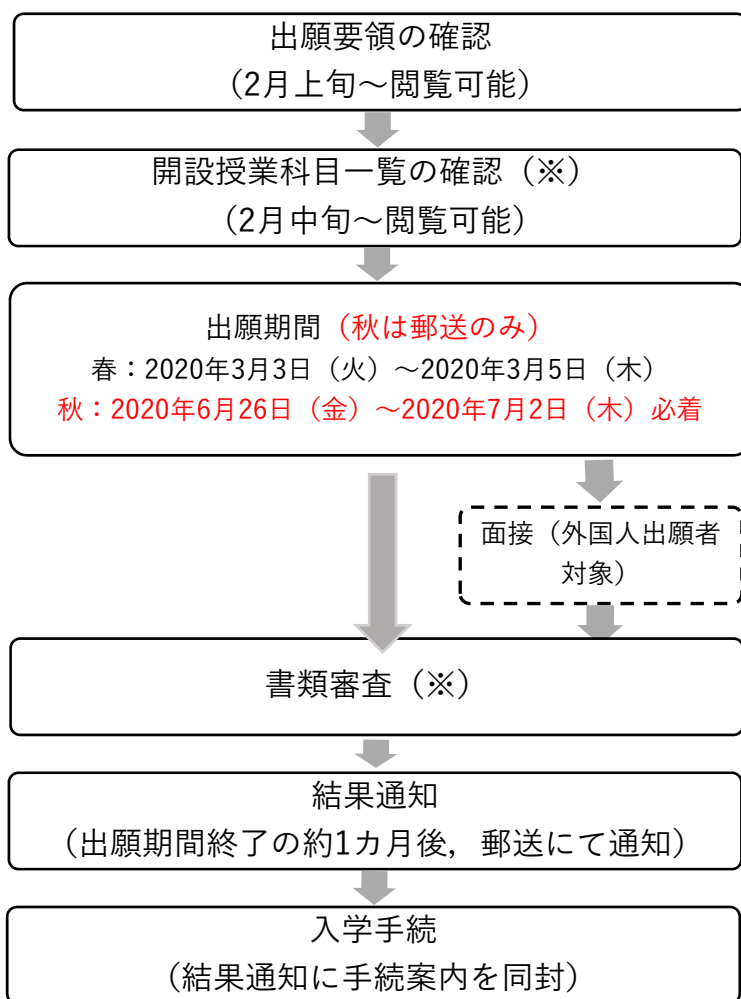 出願要領の確認
（2月上旬～閲覧可能）
開設授業科目一覧の確認（※）
（2月中旬～閲覧可能）
出願期間（秋は郵送のみ）
春：2020年3月3日（火）～2020年3月5日（木）
秋：2020年6月26日（金）～2020年7月2日（木）必着
面接（外国人出願者
対象）
書類審査（※）
結果通知
（出願期間終了の約1カ月後，郵送にて通知）
入学手続
（結果通知に手続案内を同封）